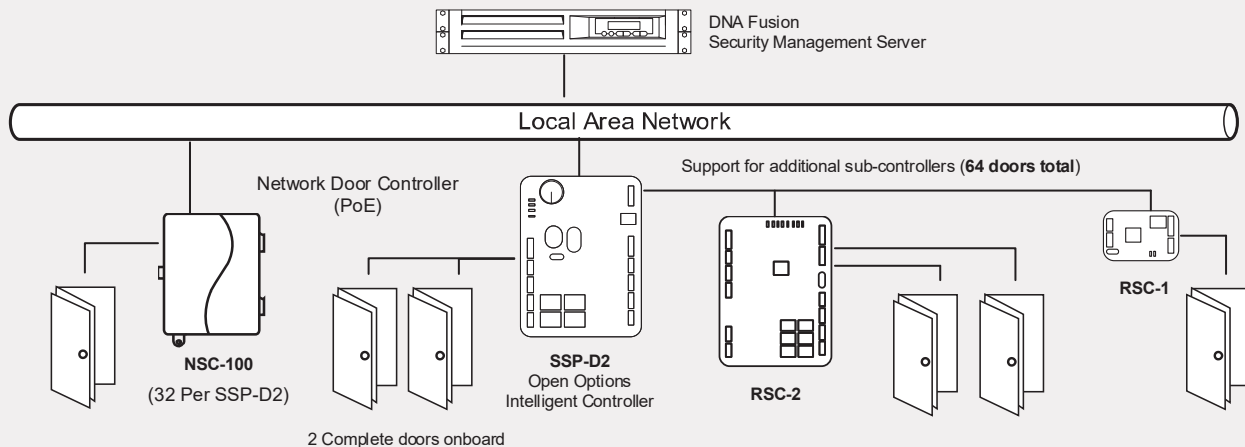 DNA Fusion
Security Management Server
Local Area Network
Support for additional sub-controllers (64 doors total)
Network Door Controller
(PoE)
NSC-100
(32 Per SSP-D2)
SSP-D2
Open Options
Intelligent Controller
RSC-2
RSC-1
2 Complete doors onboard